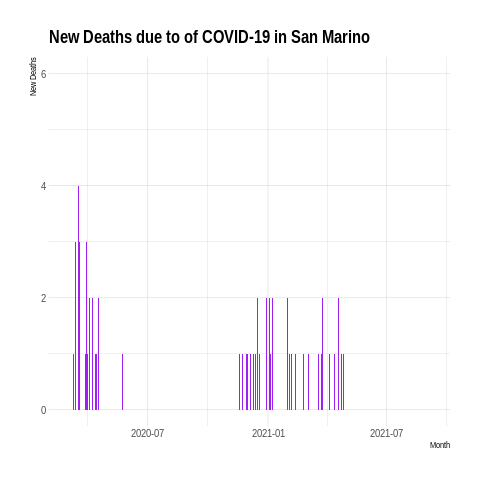 New Deaths due to of COVID-19 in San Marino
New Deaths
6
4
2
0
2020-07
2021-01
2021-07
Month